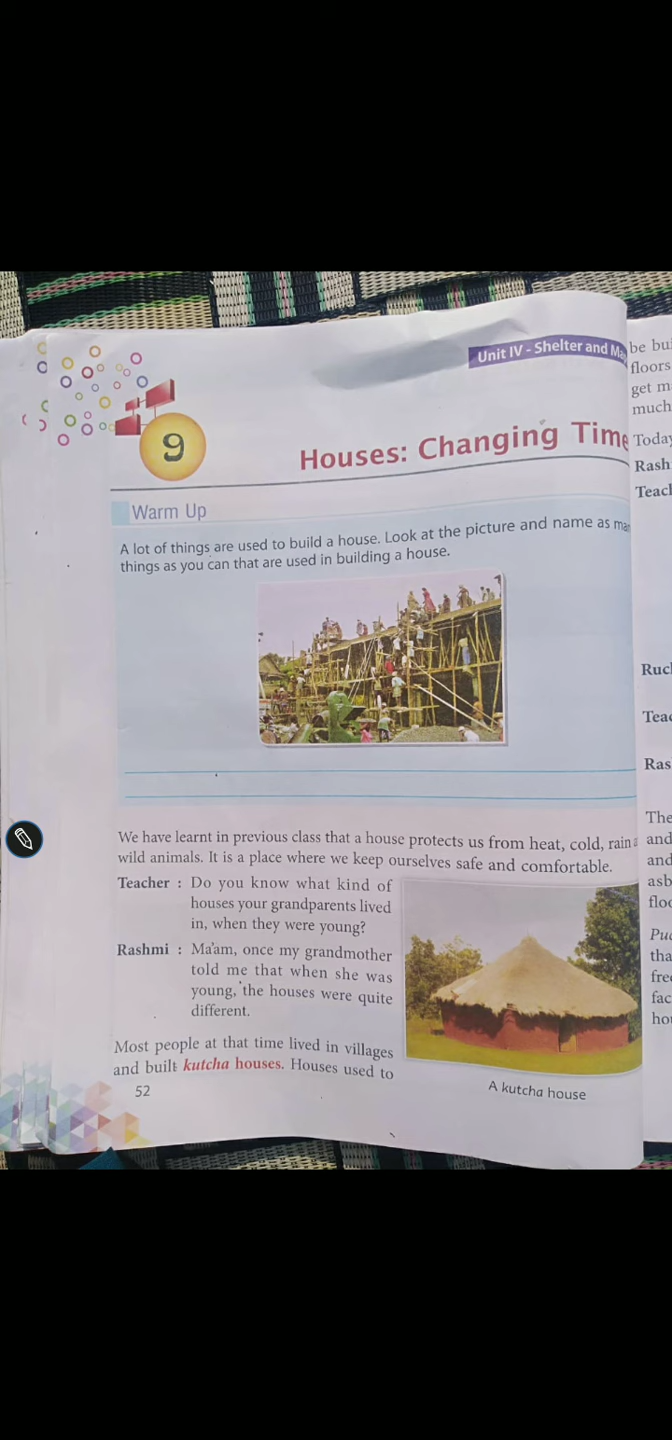 Unit IV - Shelter and
9
Houses: Changing Time
Warm Up
A lot of things are used to build a house. Look at the picture and name as
things as you can that are used in building a house.
We have learnt in previous class that a house protects us from heat, cold, rain
wild animals. It is a place where we keep ourselves safe and comfortable.
Teacher : Do you know what kind of
houses your grandparents lived
in, when they were young?
Rashmi : Ma'am, once my grandmother
told me that when she was
young, the houses were quite
different.
Most people at that time lived in villages
and built kutcha houses. Houses used to
A kutcha house
52
be
floors
get
much
Today
The
and
and